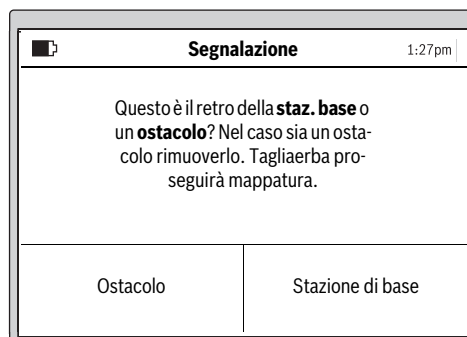 Segnalazione 1:27pm
Questo è il retro della staz. base o
un ostacolo? Nel caso sia un osta-
colo rimuoverlo. Tagliaerba pro-
seguirà mappatura.
Ostacolo Stazione di base